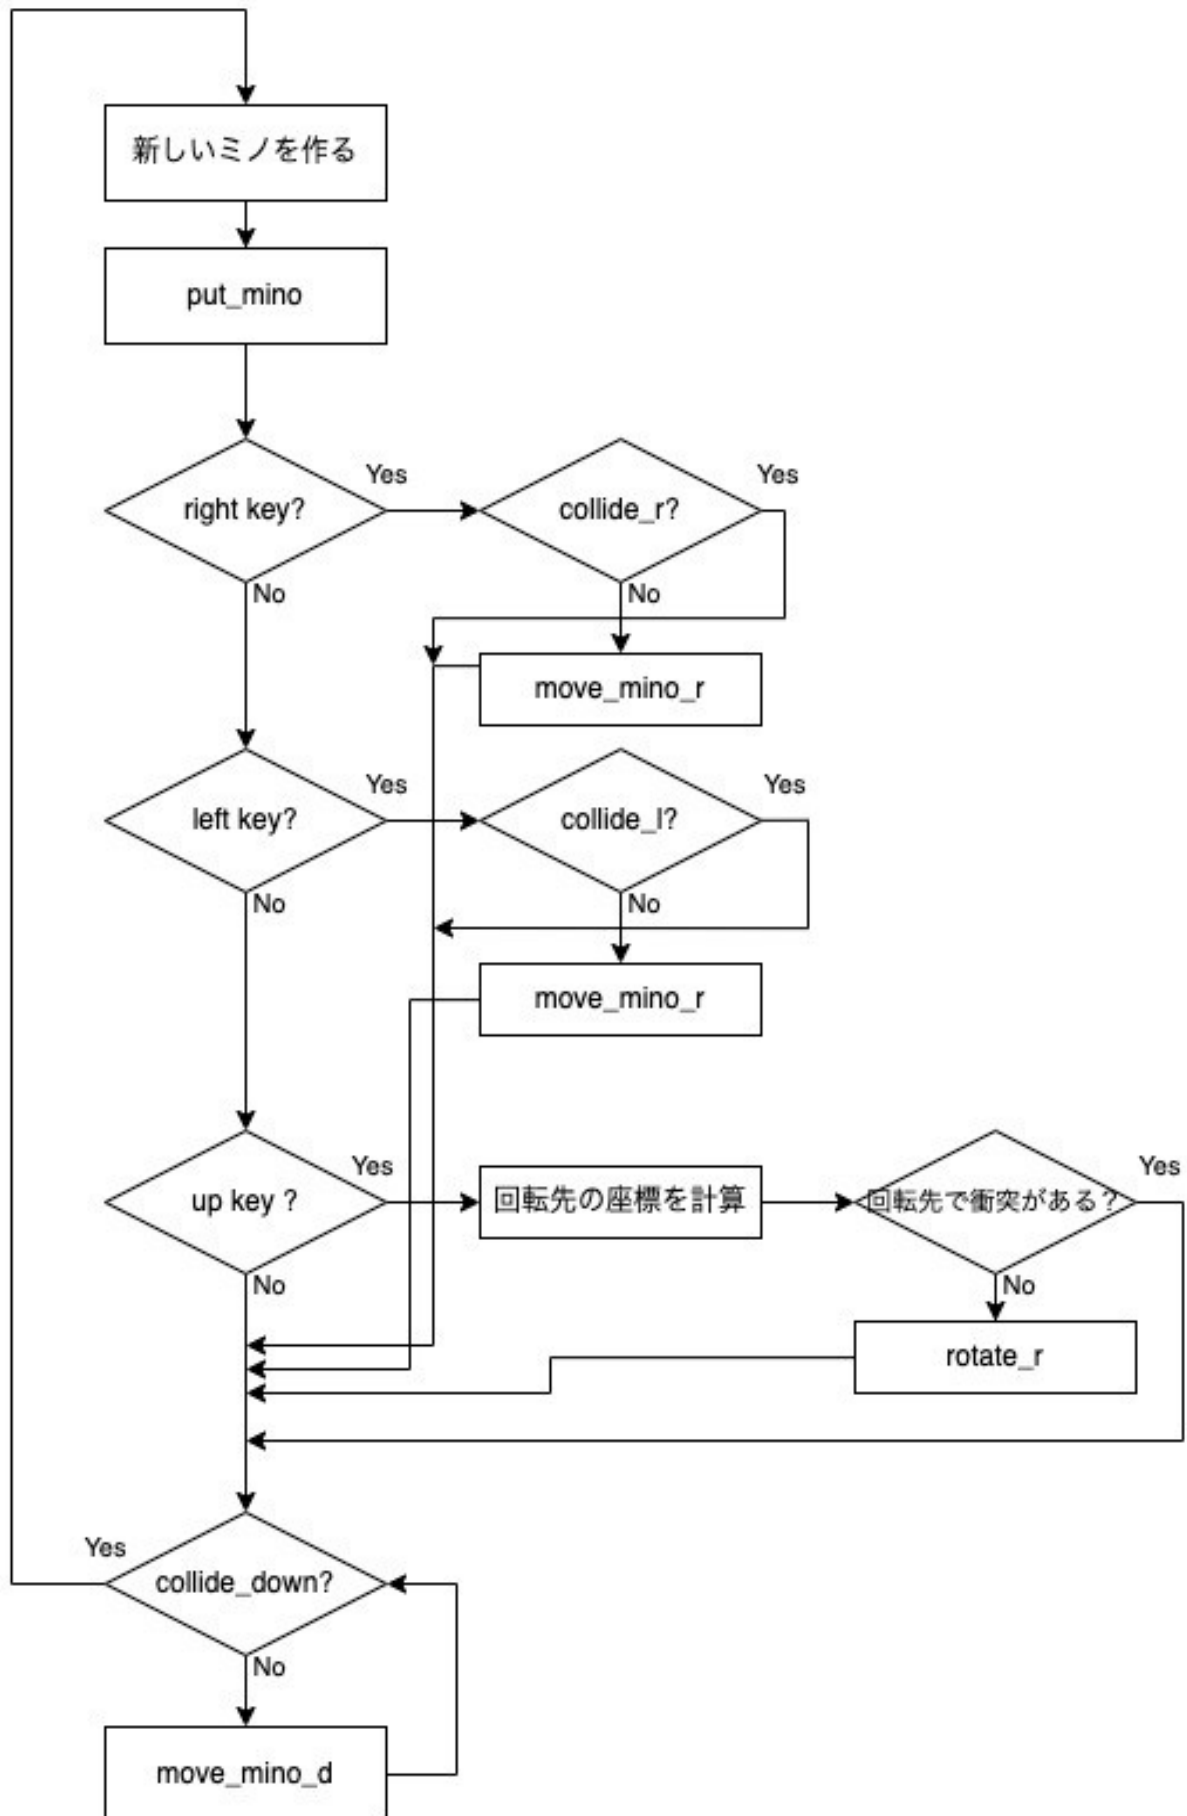 新しいミノを作る
put_mino
right key?
Yes
collide_r?
Yes
No
No
move_mino_r
left key?
Yes
collide_l?
Yes
No
No
move_mino_r
up key ?
Yes
回転先の座標を計算
回転先で衝突がある？
Yes
No
No
rotate_r
Yes
collide_down?
No
move_mino_d